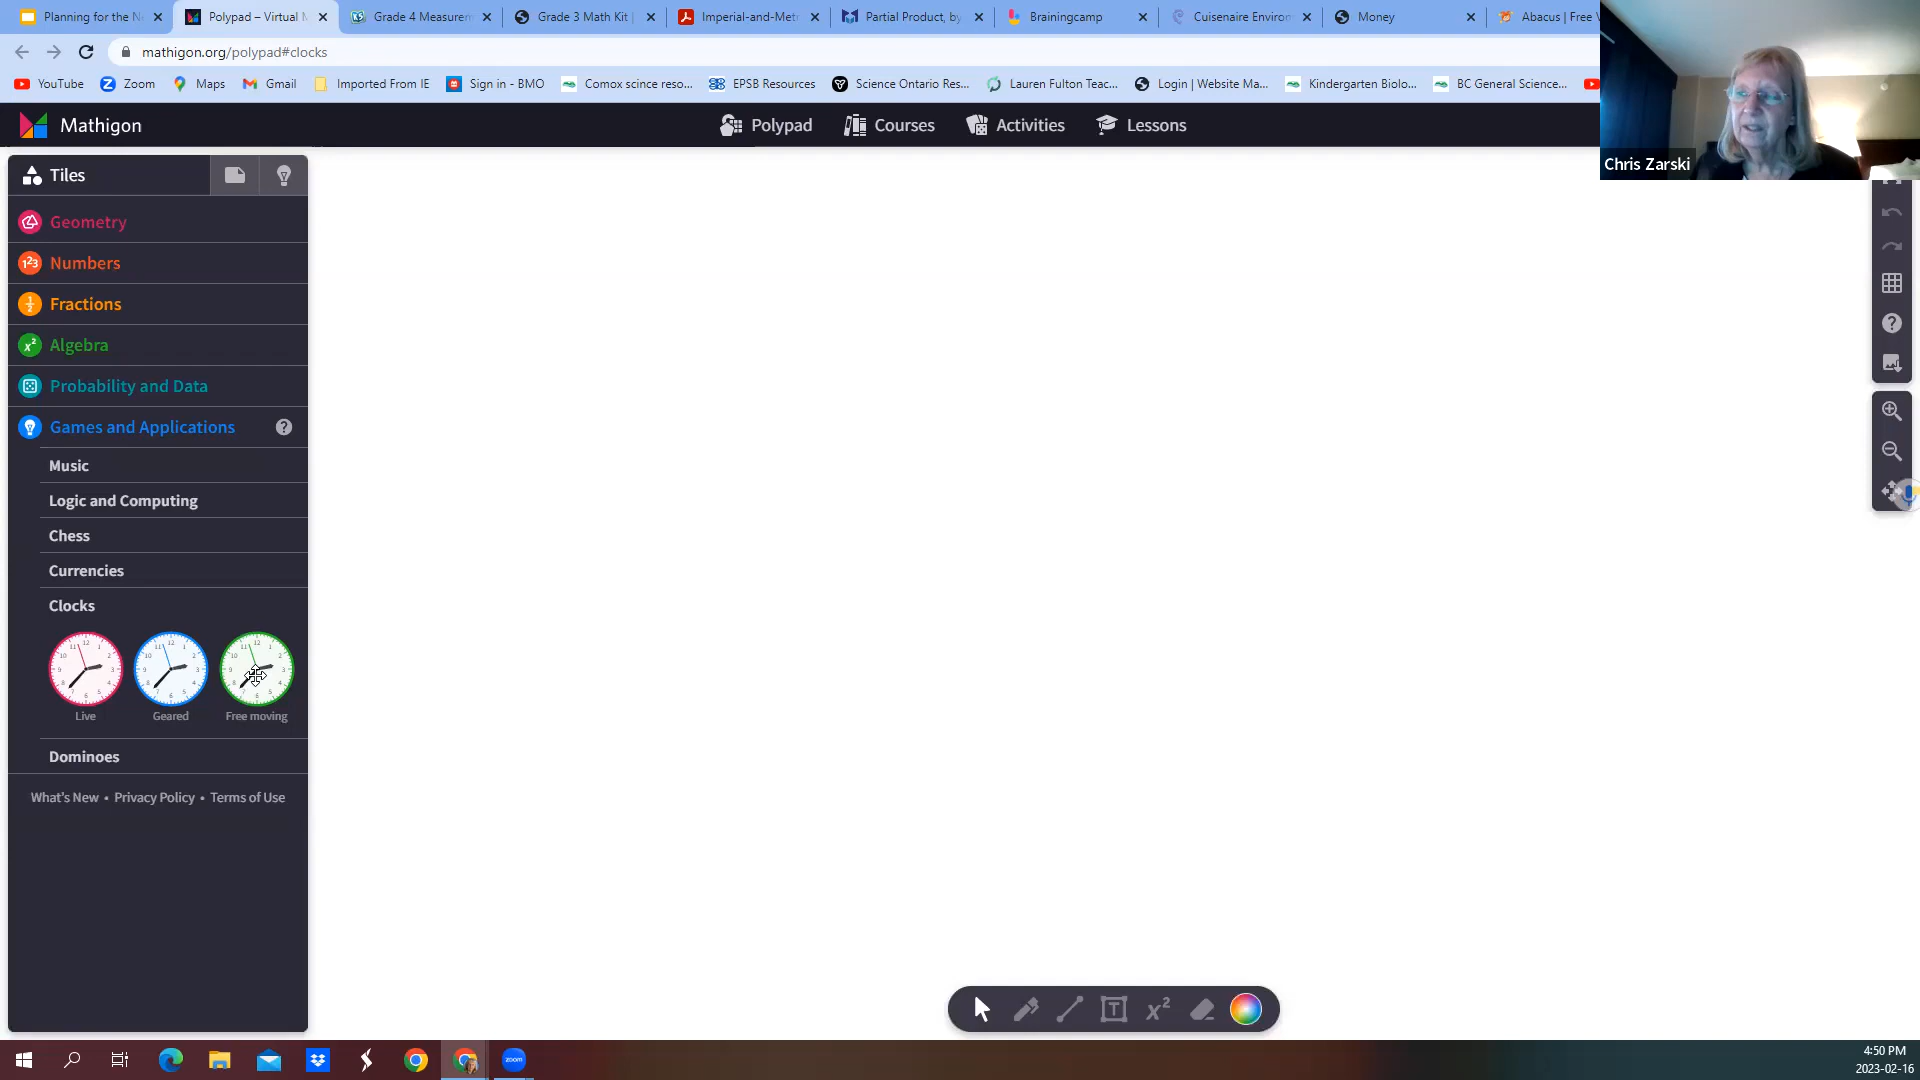 Planning for the Ne
Polypad – Virtual M
Grade 4 Measurem
Grade 3 Math Kit |
Imperial-and-Metr
Partial Product, by
Brainingcamp
Cuisenaire Environ
Money
Abacus | Free V
mathigon.org/polypad#clocks
YouTube
Zoom
Maps
Gmail
Imported From IE
Sign in - BMO
Comox scince reso...
EPSB Resources
Science Ontario Res...
Lauren Fulton Teac...
Login | Website Ma...
Kindergarten Biolo...
BC General Science...
Mathigon
Polypad
Courses
Activities
Lessons
Chris Zarski
Tiles
Geometry
Numbers
Fractions
Algebra
Probability and Data
Games and Applications
Music
Logic and Computing
Chess
Currencies
Clocks
Live
Geared
Free moving
Dominoes
What's New • Privacy Policy • Terms of Use
zoom
4:50 PM
2023-02-16